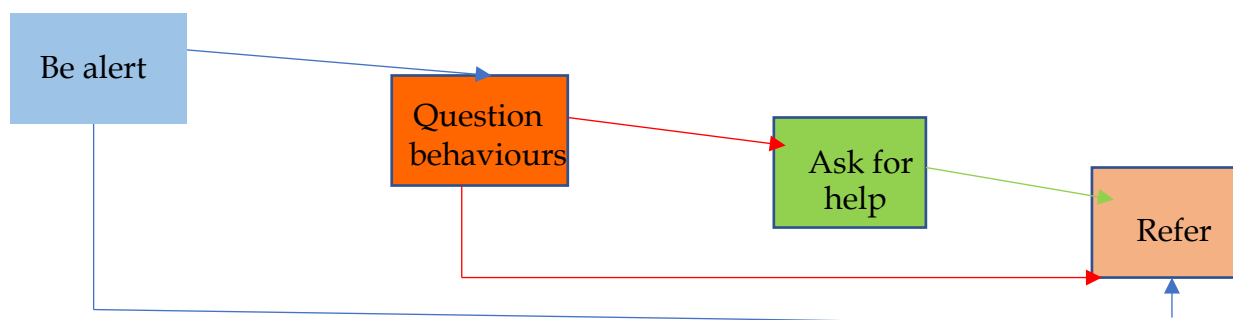 Be alert
Question
behaviours
Ask for
help
Refer